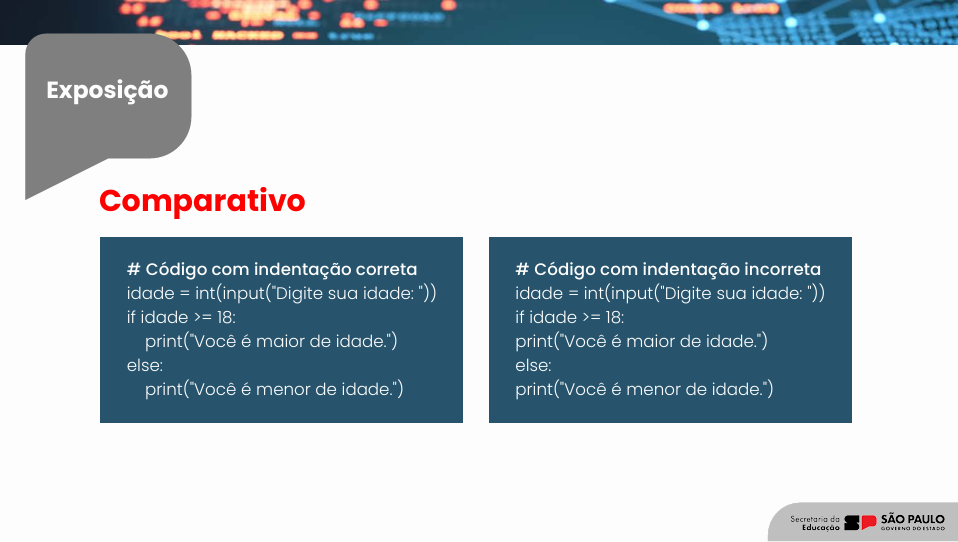 Exposição
Comparativo
# Código com indentação correta
idade = int(input("Digite sua idade: "))
if idade >= 18:
    print("Você é maior de idade.")
else:
    print("Você é menor de idade.")
# Código com indentação incorreta
idade = int(input("Digite sua idade: "))
if idade >= 18:
print("Você é maior de idade.")
else:
print("Você é menor de idade.")
Secretaria da
Educação
SÃO PAULO
GOVERNO DO ESTADO